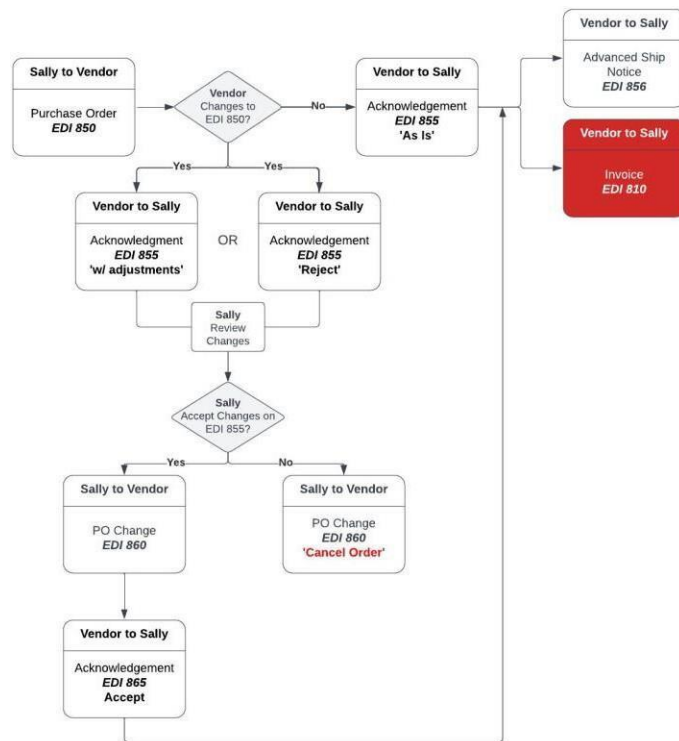 Sally to Vendor
Purchase Order
EDI 850
Vendor
Changes to
EDI 850?
No
Vendor to Sally
Acknowledgement
EDI 855
'As Is'
Vendor to Sally
Advanced Ship
Notice
EDI 856
Vendor to Sally
Invoice
EDI 810
Yes
Yes
Vendor to Sally
Acknowledgment
EDI 855
'w/ adjustments'
OR
Vendor to Sally
Acknowledgement
EDI 855
'Reject'
Sally
Review
Changes
Sally
Accept Changes on
EDI 855?
Yes
No
Sally to Vendor
PO Change
EDI 860
Sally to Vendor
PO Change
EDI 860
'Cancel Order'
Vendor to Sally
Acknowledgement
EDI 865
Accept